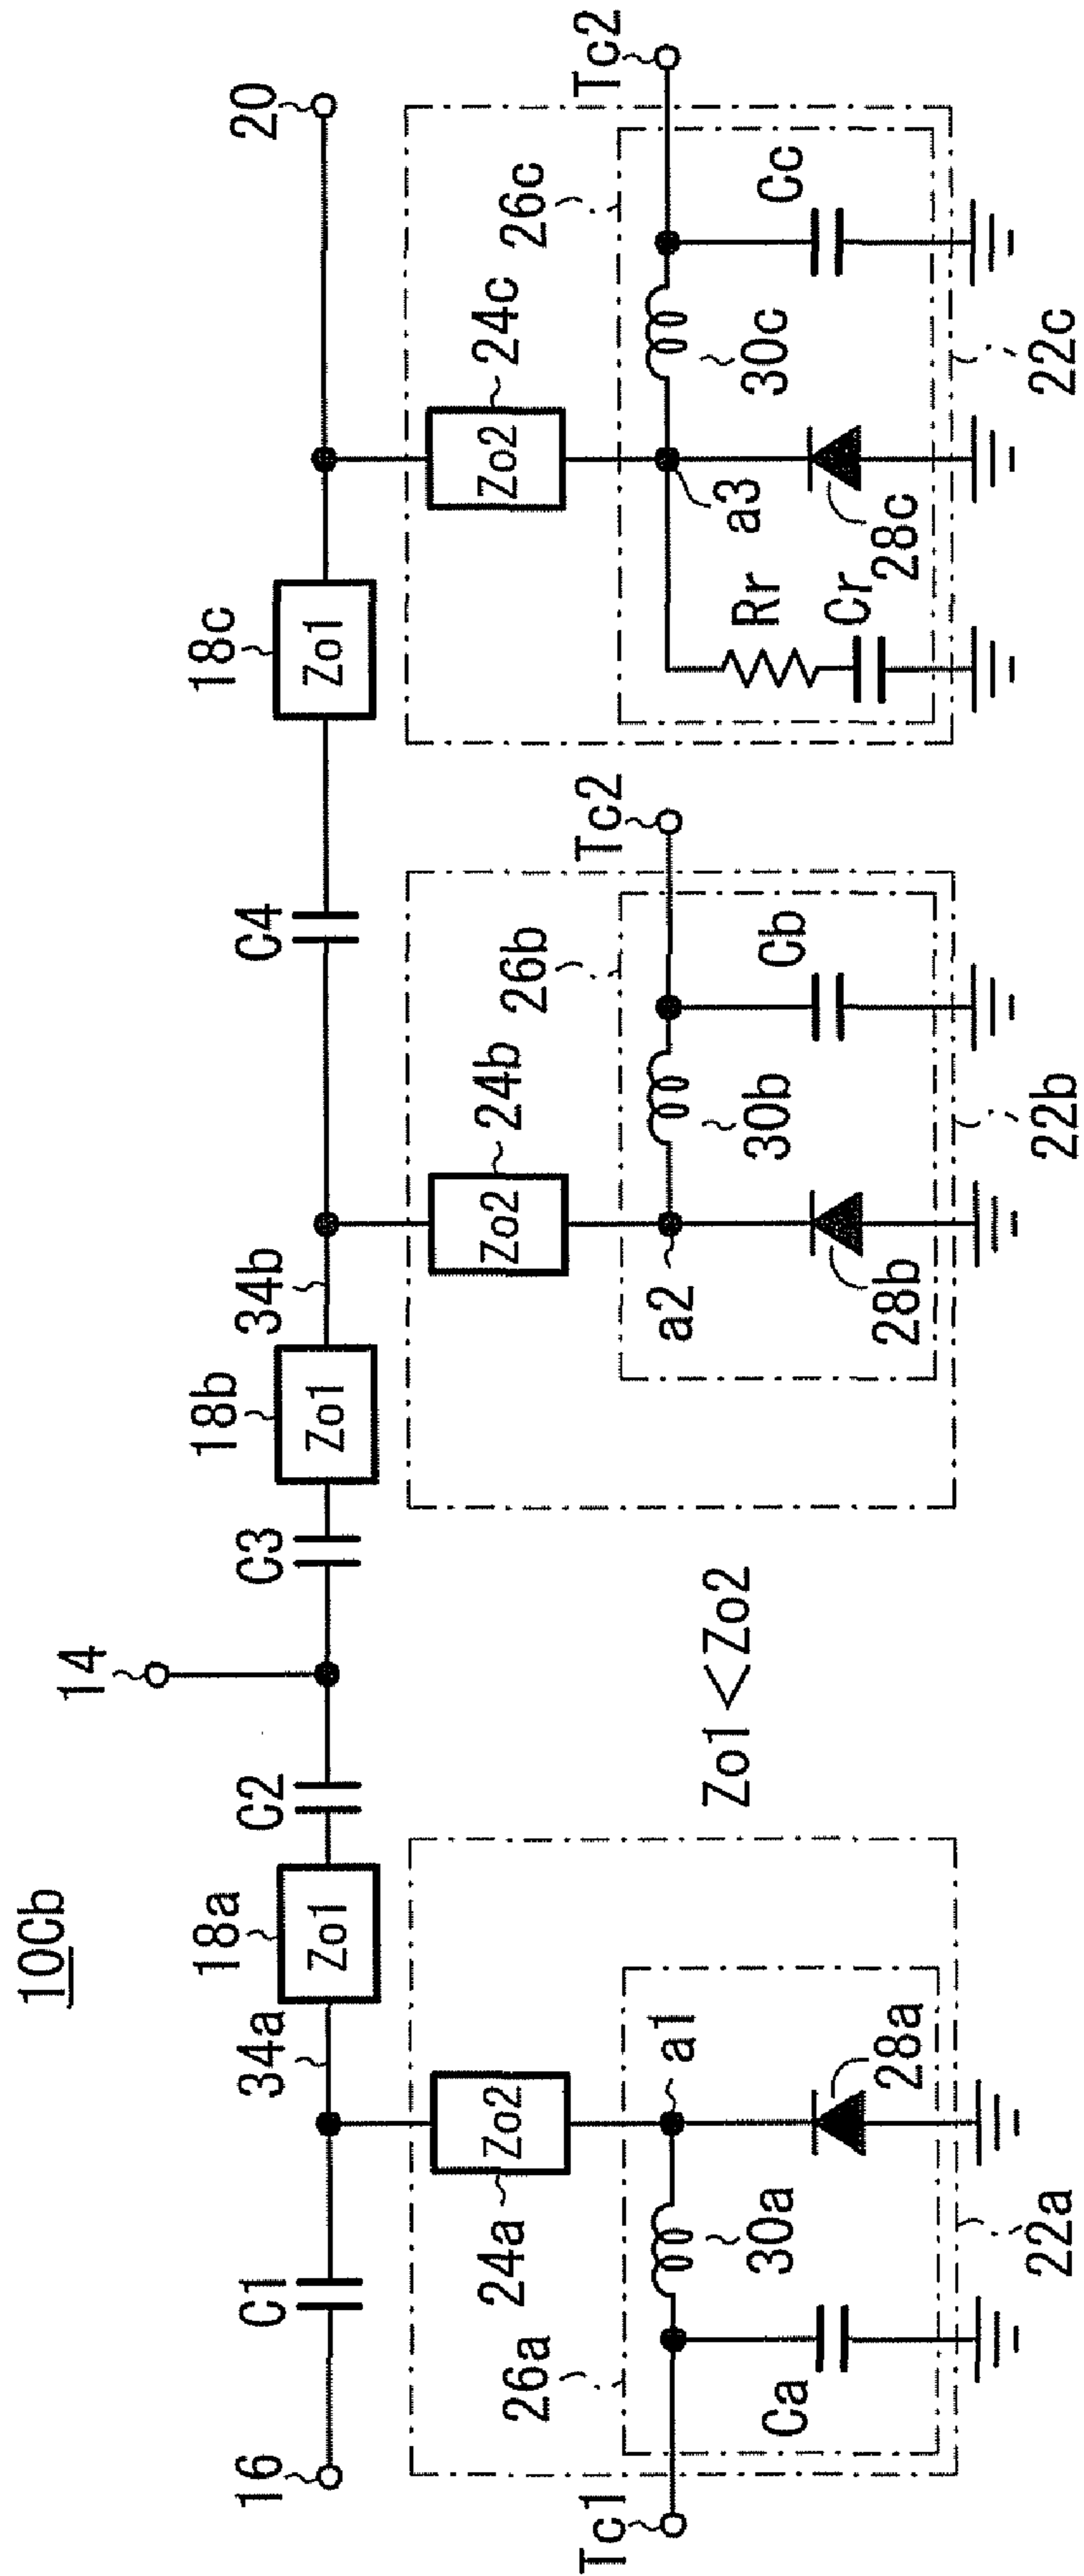 10Cb
14
16
C1
34a
18a
Zo1
C2
C3
18b
Zo1
34b
C4
18c
Zo1
20
24a
Zo2
24b
Zo2
24c
Zo2
26a
26b
26c
Tc1
a1
30a
Ca
28a
22a
Zo1<Zo2
Tc2
a2
30b
Cb
28b
22b
Tc2
a3
30c
Cc
Rr
Cr
28c
22c